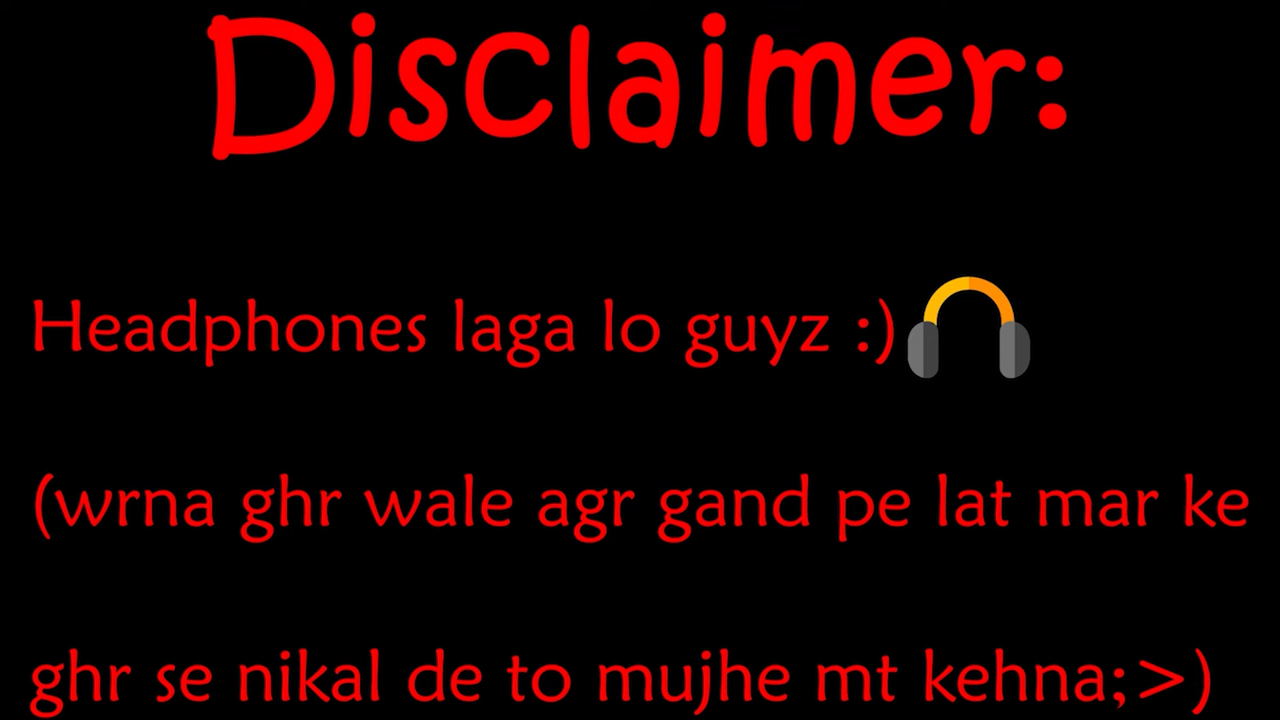 Disclaimer:
Headphones laga lo guyz :)🎧
(wrna ghr wale agr gand pe lat mar ke
ghr se nikal de to mujhe mt kehna;>)